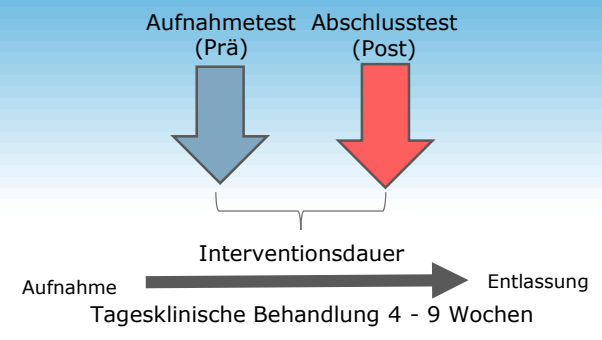 Aufnahmetest
(Prä)
Abschlusstest
(Post)
Interventionsdauer
Aufnahme
Entlassung
Tagesklinische Behandlung 4 - 9 Wochen